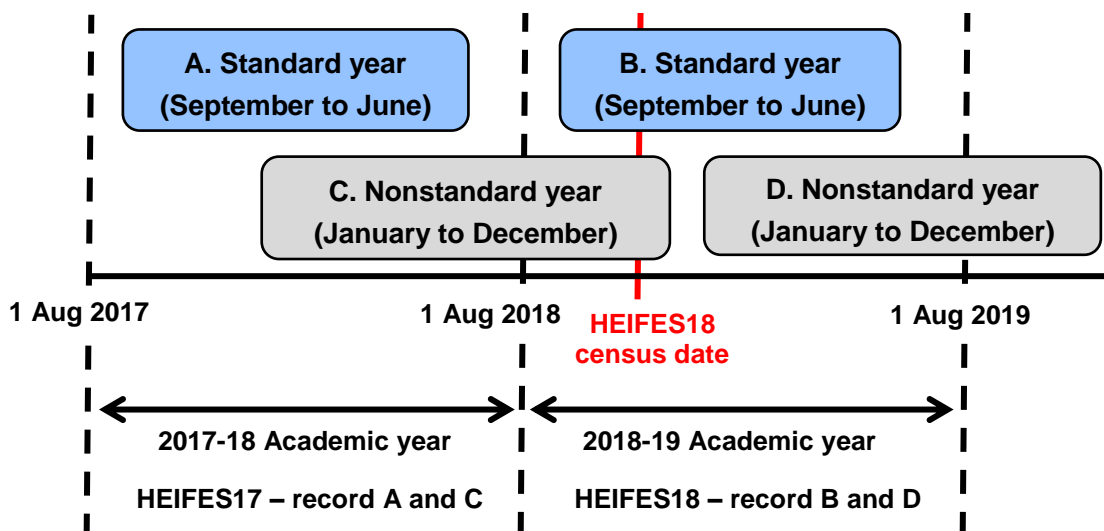 A. Standard year
(September to June)
B. Standard year
(September to June)
C. Nonstandard year
(January to December)
D. Nonstandard year
(January to December)
1 Aug 2017
1 Aug 2018
1 Aug 2019
HEIFES18
census date
2017-18 Academic year
2018-19 Academic year
HEIFES17 – record A and C
HEIFES18 – record B and D